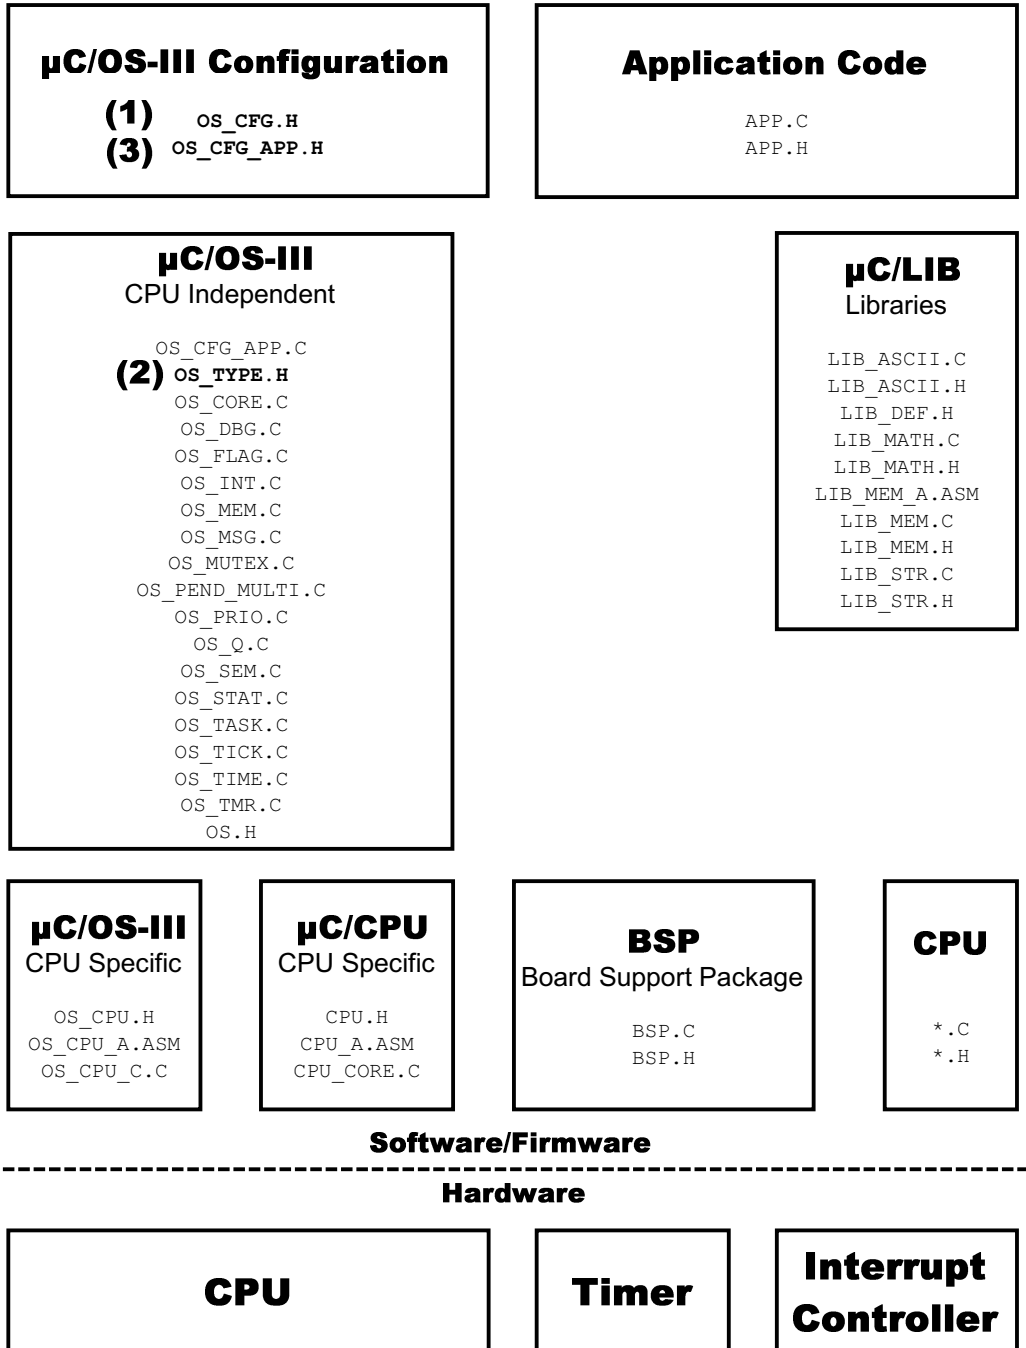 µC/OS-III Configuration
(1) OS_CFG.H
(3) OS_CFG_APP.H
Application Code
APP.C
APP.H
µC/OS-III
CPU Independent
OS_CFG_APP.C
(2) OS_TYPE.H
OS_CORE.C
OS_DBG.C
OS_FLAG.C
OS_INT.C
OS_MEM.C
OS_MSG.C
OS_MUTEX.C
OS_PEND_MULTI.C
OS_PRIO.C
OS_Q.C
OS_SEM.C
OS_STAT.C
OS_TASK.C
OS_TICK.C
OS_TIME.C
OS_TMR.C
OS.H
µC/LIB
Libraries
LIB_ASCII.C
LIB_ASCII.H
LIB_DEF.H
LIB_MATH.C
LIB_MATH.H
LIB_MEM_A.ASM
LIB_MEM.C
LIB_MEM.H
LIB_STR.C
LIB_STR.H
µC/OS-III
CPU Specific
OS_CPU.H
OS_CPU_A.ASM
OS_CPU_C.C
µC/CPU
CPU Specific
CPU.H
CPU_A.ASM
CPU_CORE.C
BSP
Board Support Package
BSP.C
BSP.H
CPU
*.C
*.H
Software/Firmware
Hardware
CPU
Timer
Interrupt
Controller